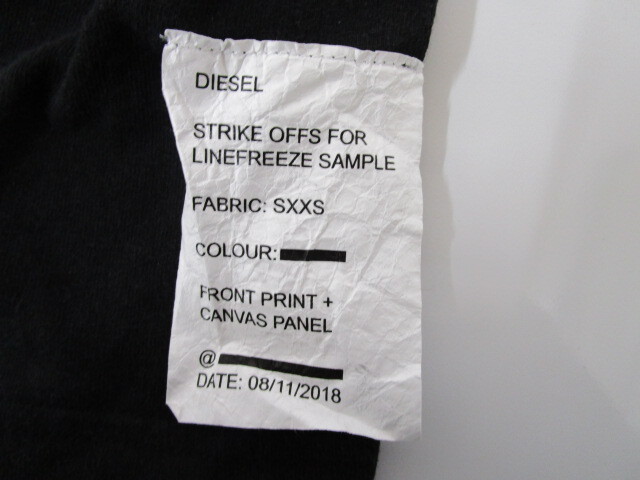 DIESEL
STRIKE OFFS FOR
LINEFREEZE SAMPLE
FABRIC: SXXS
COLOUR:
FRONT PRINT +
CANVAS PANEL
@
DATE: 08/11/2018